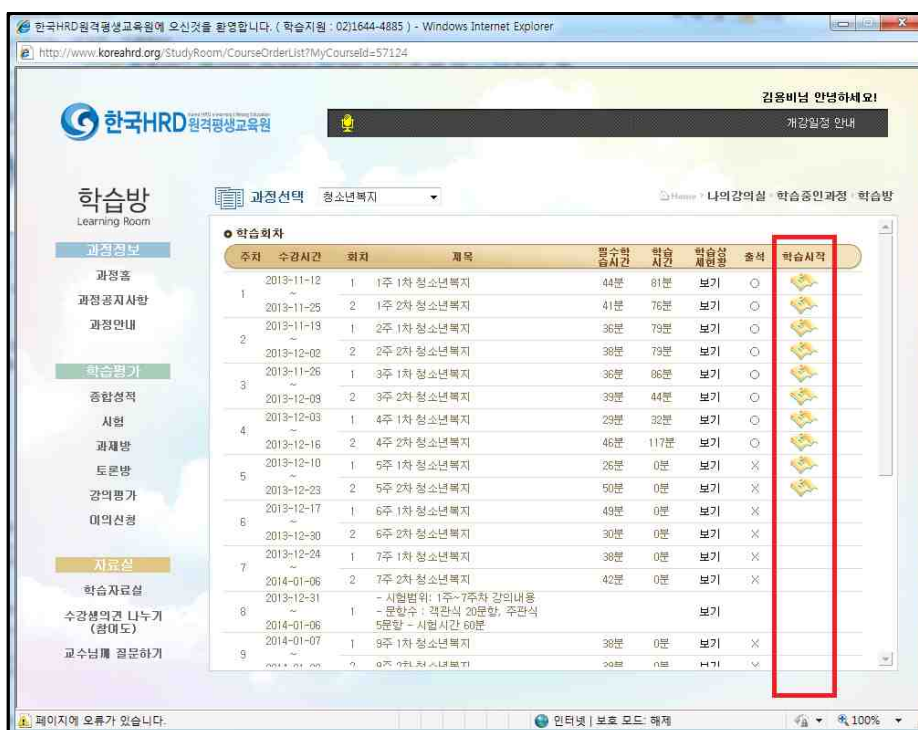 한국HRD원격평생교육원에 오신것을 환영합니다. ( 학습지원 : 02)1644-4885 ) - Windows Internet Explorer
http://www.koreahrd.org/StudyRoom/CourseOrderList?MyCourseId=57124
김용비님 안녕하세요!
한국HRD 원격평생교육원
개강일정 안내
학습방
Learning Room
과정선택 청소년복지
Home > 나의강의실 > 학습중인과정 > 학습방
학습회차
주차 수강시간 회차 제목 필수학습시간 학습시간 학습상세현황 출석 학습시작
1 2013-11-12 ~ 2013-11-25
1 1주 1차 청소년복지 44분 81분 보기 ○
2 1주 2차 청소년복지 41분 76분 보기 ○
2 2013-11-19 ~ 2013-12-02
1 2주 1차 청소년복지 36분 79분 보기 ○
2 2주 2차 청소년복지 38분 79분 보기 ○
3 2013-11-26 ~ 2013-12-09
1 3주 1차 청소년복지 36분 86분 보기 ○
2 3주 2차 청소년복지 39분 44분 보기 ○
4 2013-12-03 ~ 2013-12-16
1 4주 1차 청소년복지 29분 32분 보기 ○
2 4주 2차 청소년복지 46분 117분 보기 ○
5 2013-12-10 ~ 2013-12-23
1 5주 1차 청소년복지 26분 0분 보기 X
2 5주 2차 청소년복지 50분 0분 보기 X
6 2013-12-17 ~ 2013-12-30
1 6주 1차 청소년복지 49분 0분 보기 X
2 6주 2차 청소년복지 30분 0분 보기 X
7 2013-12-24 ~ 2014-01-06
1 7주 1차 청소년복지 38분 0분 보기 X
2 7주 2차 청소년복지 42분 0분 보기 X
8 2013-12-31 ~ 2014-01-06
1 - 시험범위: 1주~7주차 강의내용
- 문항수 : 객관식 20문항, 주관식
5문항 - 시험시간 60분
보기
9 2014-01-07 ~
1 9주 1차 청소년복지 38분 0분 보기 X
2 9주 2차 청소년복지 0분 보기 X
과정정보
과정홈
과정공지사항
과정안내
학습평가
종합성적
시험
과제방
토론방
강의평가
이의신청
자료실
학습자료실
수강생의견 나누기
(참여도)
교수님께 질문하기
페이지에 오류가 있습니다.
인터넷 | 보호 모드: 해제
100%